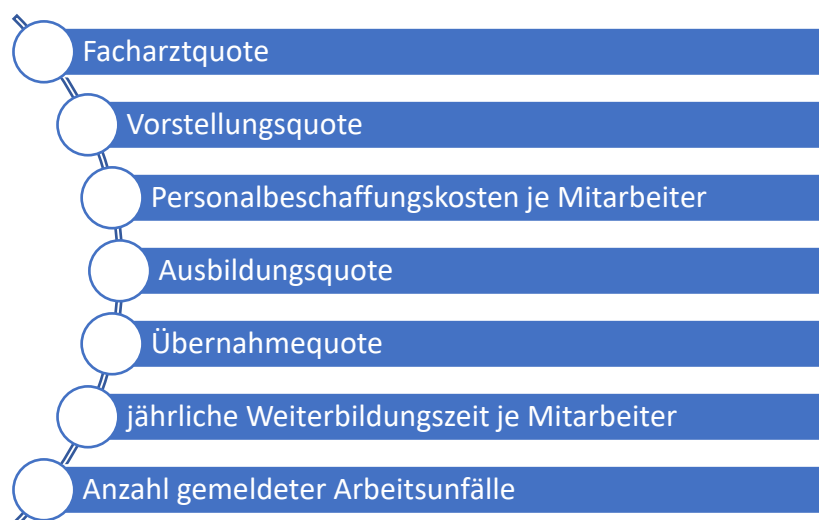 Facharztquote
Vorstellungsquote
Personalbeschaffungskosten je Mitarbeiter
Ausbildungsquote
Übernahmequote
jährliche Weiterbildungszeit je Mitarbeiter
Anzahl gemeldeter Arbeitsunfälle